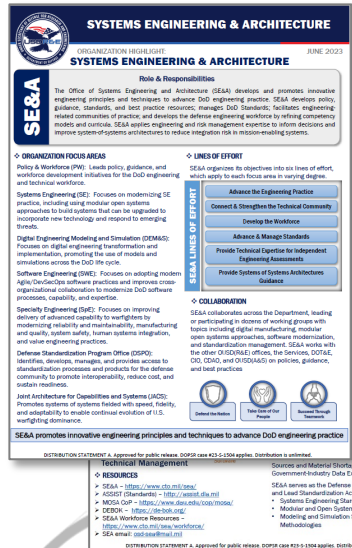 SYSTEMS ENGINEERING & ARCHITECTURE
ORGANIZATION HIGHLIGHT:
JUNE 2023
SYSTEMS ENGINEERING & ARCHITECTURE
SE&A
Role & Responsibilities
The Office of Systems Engineering and Architecture (SE&A) develops and promotes innovative
engineering principles and techniques to advance DoD engineering practice. SE&A develops policy,
guidance, standards, and best practice resources; manages DoD Standards; facilitates engineering-
related communities of practice; and develops the defense engineering workforce by refining competency
models and curricula. SE&A applies engineering and risk management expertise to inform decisions and
improve system-of-systems architectures to reduce integration risk in mission-enabling systems.
❖ ORGANIZATION FOCUS AREAS
Policy & Workforce (PW): Leads policy, guidance, and
workforce development initiatives for the DoD engineering
and technical workforce.
Systems Engineering (SE): Focuses on modernizing SE
practice, including using modular open systems
approaches to build systems that can be upgraded to
incorporate new technology and respond to emerging
threats.
Digital Engineering Modeling and Simulation (DEM&S):
Focuses on digital engineering transformation and
implementation, promoting the use of models and
simulations across the DoD life cycle.
Software Engineering (SWE): Focuses on adopting modern
Agile/DevSecOps software practices and improves cross-
organizational collaboration to modernize DoD software
processes, capability, and expertise.
Specialty Engineering (SpE): Focuses on improving
delivery of advanced capability to warfighters by
modernizing reliability and maintainability, manufacturing
and quality, system safety, human systems integration,
and value engineering practices.
Defense Standardization Program Office (DSPO):
Identifies, develops, manages, and provides access to
standardization processes and products for the defense
community to promote interoperability, reduce cost, and
sustain readiness.
Joint Architecture for Capabilities and Systems (JACS):
Promotes systems of systems fielded with speed, fidelity,
and adaptability to enable continual evolution of U.S.
warfighting dominance.
❖ LINES OF EFFORT
SE&A organizes its objectives into six lines of effort,
which apply to each focus area in varying degree.
SE&A LINES OF EFFORT
Advance the Engineering Practice
Connect & Strengthen the Technical Community
Develop the Workforce
Advance & Manage Standards
Provide Technical Expertise for Independent
Engineering Assessments
Provide Systems of Systems Architectures
Guidance
❖ COLLABORATION
SE&A collaborates across the Department, leading
or participating in dozens of working groups with
topics including digital manufacturing, modular
open systems approaches, software modernization,
and standardization management. SE&A works with
the other OUSD(R&E) offices, the Services, DOT&E,
CIO, CDAO, and OUSD(A&S) on policies, guidance,
and best practices
Defend the Nation
Take Care of Our
People
Succeed Through
Teamwork
SE&A promotes innovative engineering principles and techniques to advance DoD engineering practice
DISTRIBUTION STATEMENT A. Approved for public release. DOPSR case #23-S-1504 applies. Distribution is unlimited.
Technical Management
❖ RESOURCES
➢ SE&A – https://www.cto.mil/sea/
➢ ASSIST (Standards) – http://assist.dla.mil
➢ MOSA CoP – https://www.dau.edu/cop/mosa/
➢ DEBOK – https://de-bok.org/
➢ SE&A Workforce Resources –
https://www.cto.mil/sea/workforce/
➢ SEA email: osd-sea@mail.mil
Sources and Material Shorta
Government-Industry Data E
SE&A serves as the Defense
and Lead Standardization Ac
• Systems Engineering Stan
• Modular and Open System
• Modeling and Simulation
Methodologies
DISTRIBUTION STATEMENT A. Approved for public release. DOPSR case #23-S-1504 applies. Distrib